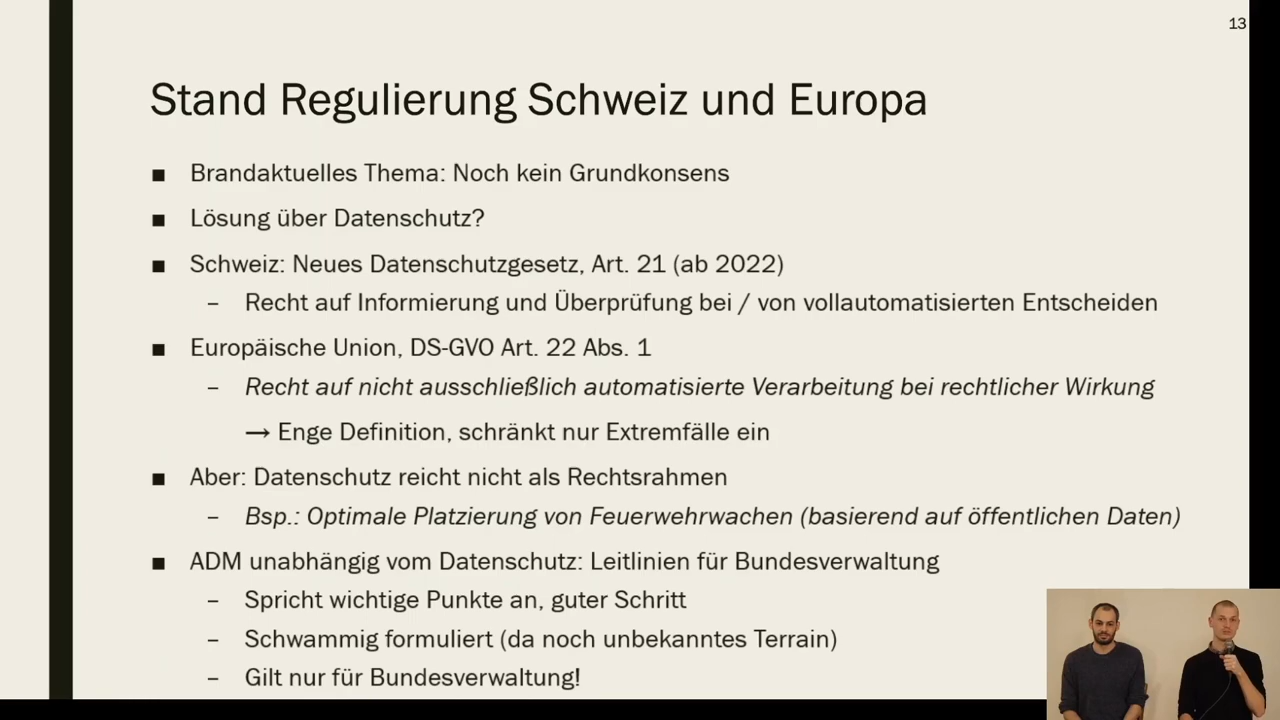 13
Stand Regulierung Schweiz und Europa
▪ Brandaktuelles Thema: Noch kein Grundkonsens
▪ Lösung über Datenschutz?
▪ Schweiz: Neues Datenschutzgesetz, Art. 21 (ab 2022)
– Recht auf Informierung und Überprüfung bei / von vollautomatisierten Entscheiden
▪ Europäische Union, DS-GVO Art. 22 Abs. 1
– Recht auf nicht ausschließlich automatisierte Verarbeitung bei rechtlicher Wirkung
→ Enge Definition, schränkt nur Extremfälle ein
▪ Aber: Datenschutz reicht nicht als Rechtsrahmen
– Bsp.: Optimale Platzierung von Feuerwehrwachen (basierend auf öffentlichen Daten)
▪ ADM unabhängig vom Datenschutz: Leitlinien für Bundesverwaltung
– Spricht wichtige Punkte an, guter Schritt
– Schwammig formuliert (da noch unbekanntes Terrain)
– Gilt nur für Bundesverwaltung!